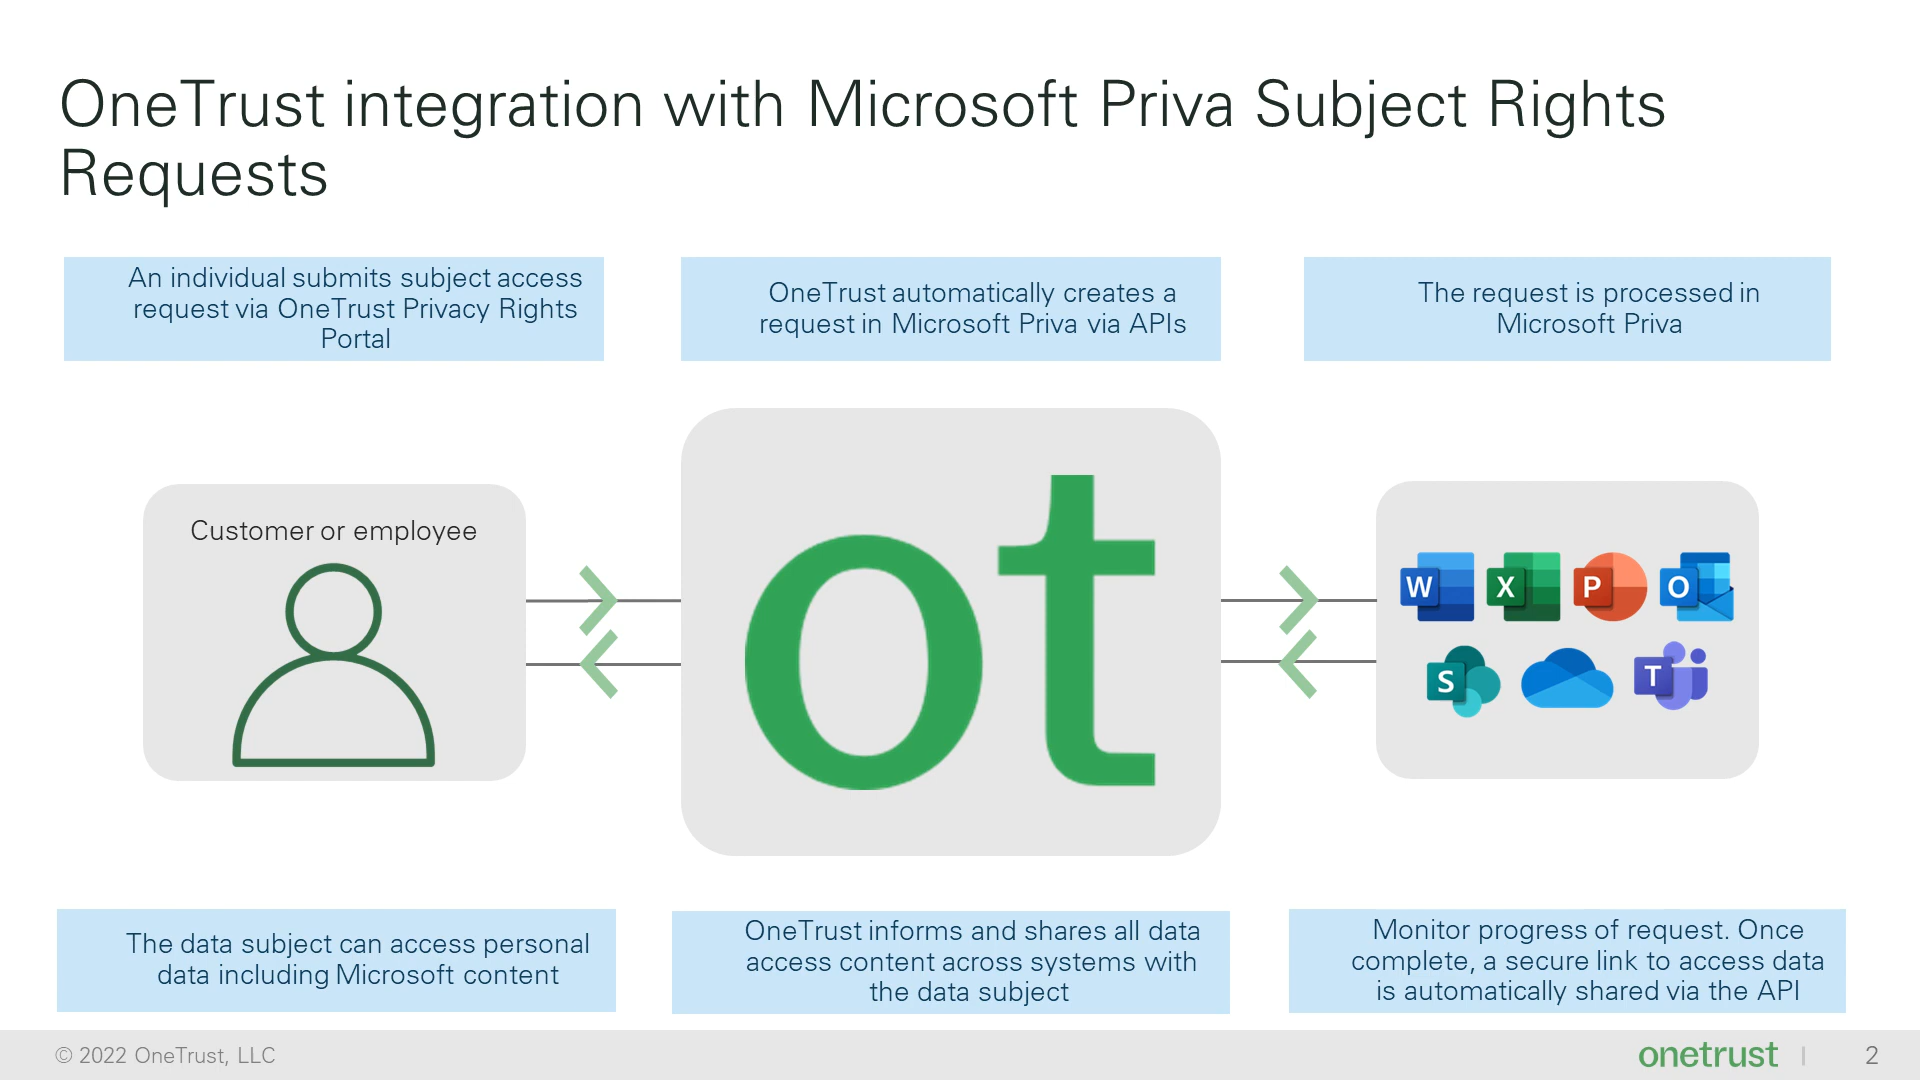 OneTrust integration with Microsoft Priva Subject Rights
Requests
An individual submits subject access
request via OneTrust Privacy Rights
Portal
OneTrust automatically creates a
request in Microsoft Priva via APIs
The request is processed in
Microsoft Priva
Customer or employee
ot
W X P O
S T
The data subject can access personal
data including Microsoft content
OneTrust informs and shares all data
access content across systems with
the data subject
Monitor progress of request. Once
complete, a secure link to access data
is automatically shared via the API
© 2022 OneTrust, LLC
onetrust
2